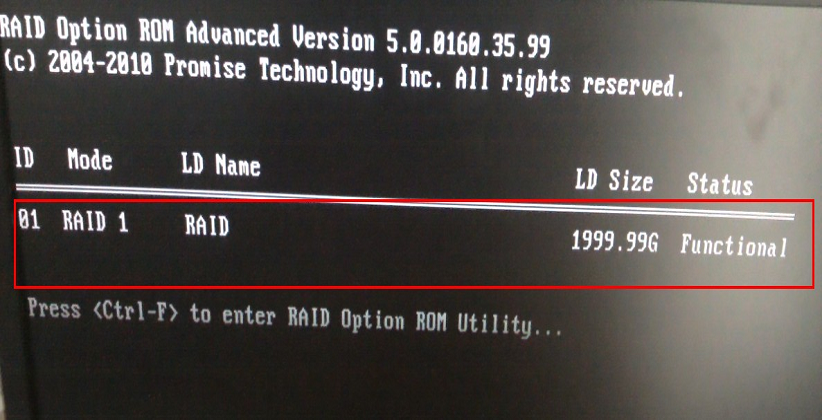 RAID Option ROM Advanced Version 5.0.0160.35.99
(c) 2004-2010 Promise Technology, Inc. All rights reserved.
ID Mode LD Name LD Size Status
01 RAID 1 RAID 1999.99G Functional
Press <Ctrl-F> to enter RAID Option ROM Utility...